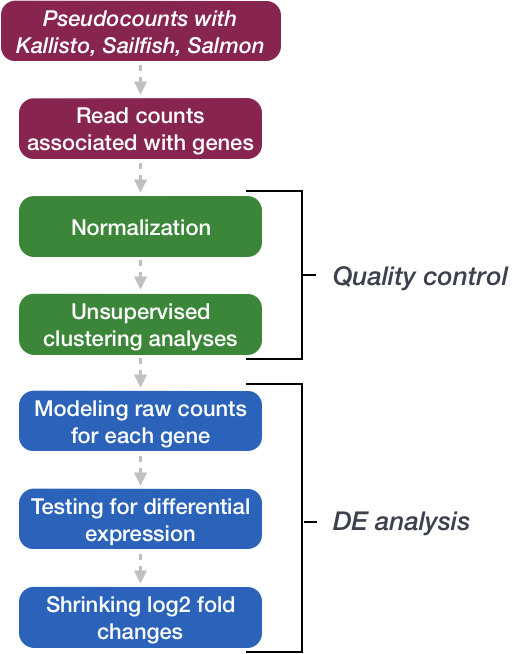 Pseudocounts with
Kallisto, Sailfish, Salmon
Read counts
associated with genes
Normalization
Unsupervised
clustering analyses
Quality control
Modeling raw counts
for each gene
Testing for differential
expression
Shrinking log2 fold
changes
DE analysis